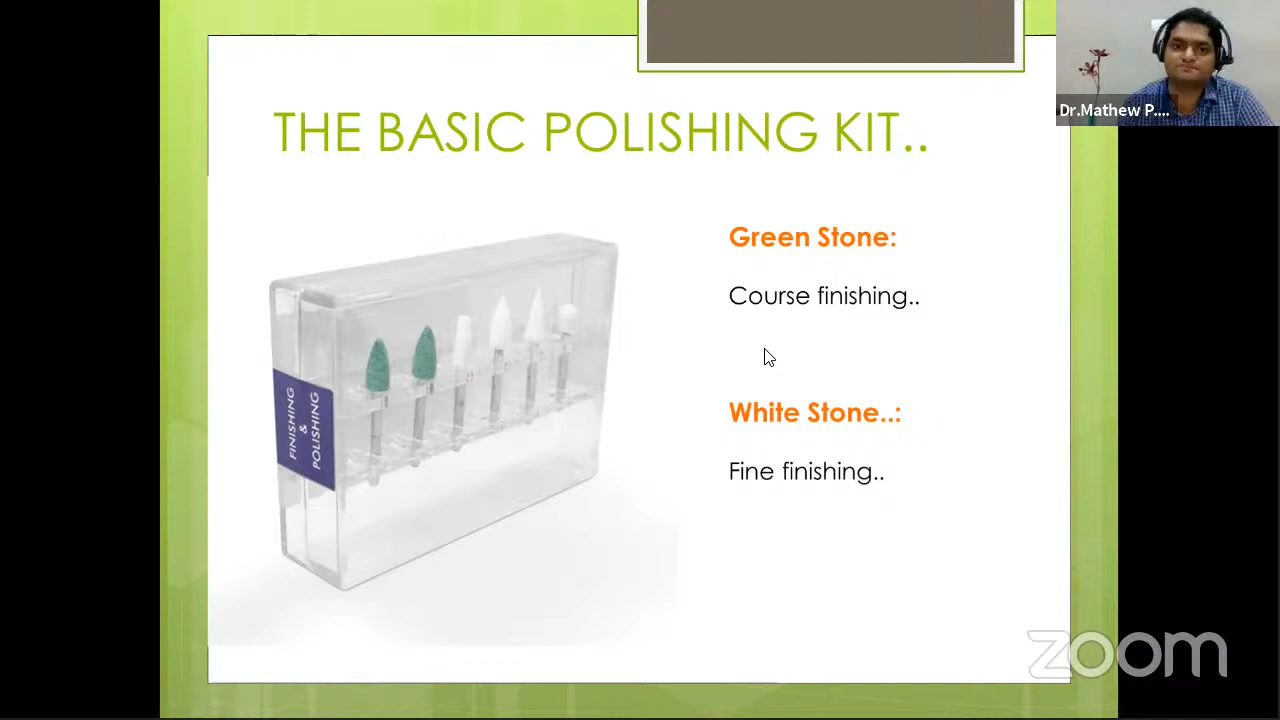 Dr.Mathew P....
THE BASIC POLISHING KIT..
Green Stone:
Course finishing..
White Stone..:
Fine finishing..
FINISHING
&
POLISHING
zoom